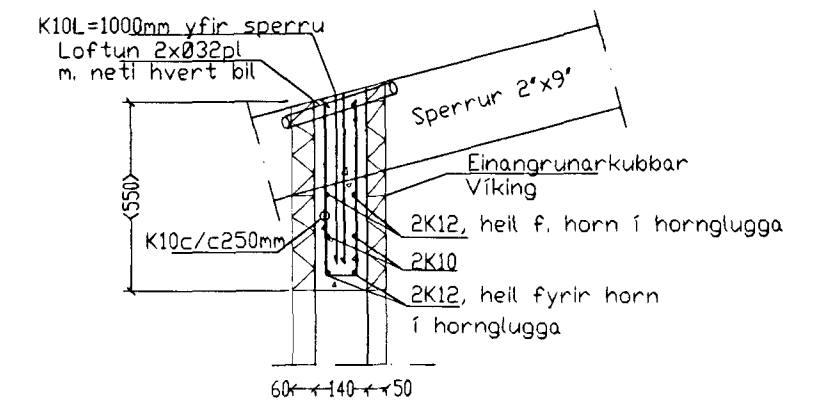 K10L=1000mm yfir sperru
Loftun 2xØ32pl
m. neti hvert bil
Sperrur 2"x9"
Einangrunarkubbar
Víking
<550>
2K12, heil f. horn í hornglugga
K10c/c250mm
2K10
2K12, heil fyrir horn
í hornglugga
60 140 50